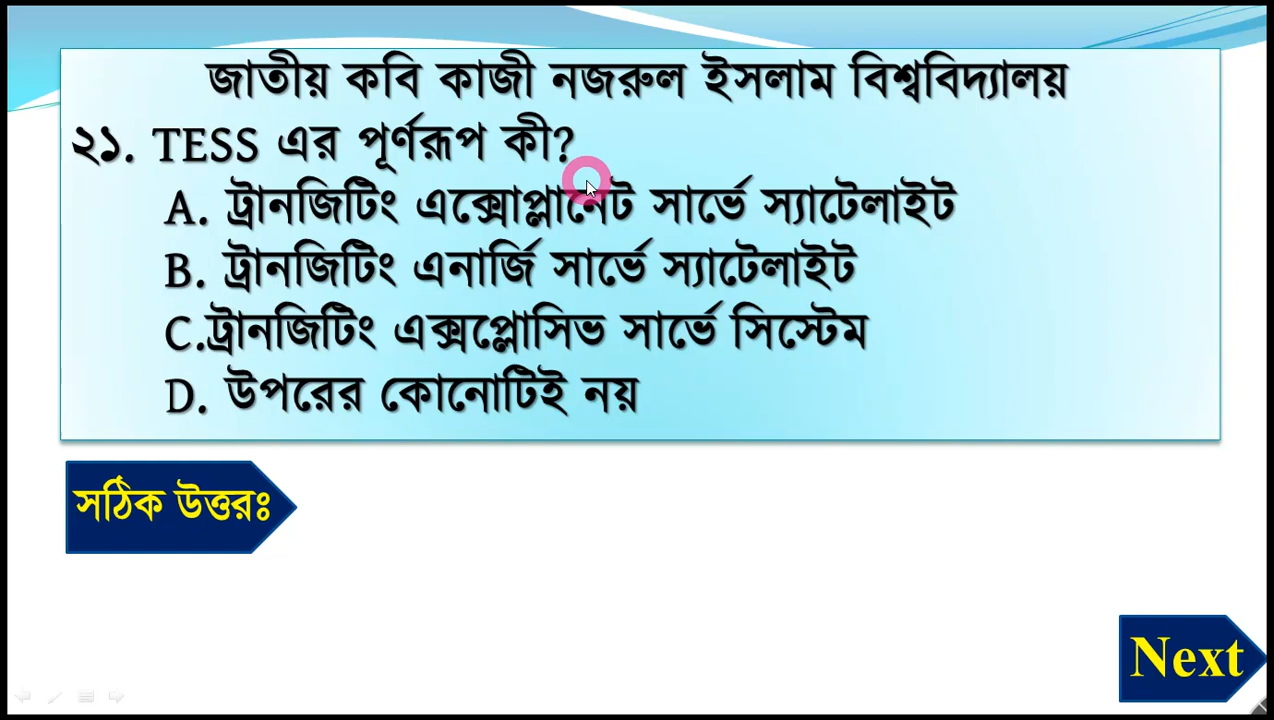 জাতীয় কবি কাজী নজরুল ইসলাম বিশ্ববিদ্যালয়
২১. TESS এর পূর্ণরূপ কী?
A. ট্রানজিটিং এক্সোপ্লানেট সার্ভে স্যাটেলাইট
B. ট্রানজিটিং এনার্জি সার্ভে স্যাটেলাইট
C.ট্রানজিটিং এক্সপ্লোসিভ সার্ভে সিস্টেম
D. উপরের কোনোটিই নয়
সঠিক উত্তরঃ
Next